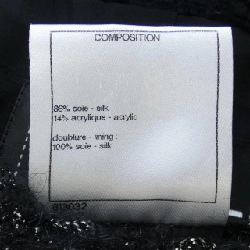 COMPOSITION
86% soie - silk
14% acrylique - acrylic
doublure - lining :
100% soie - silk